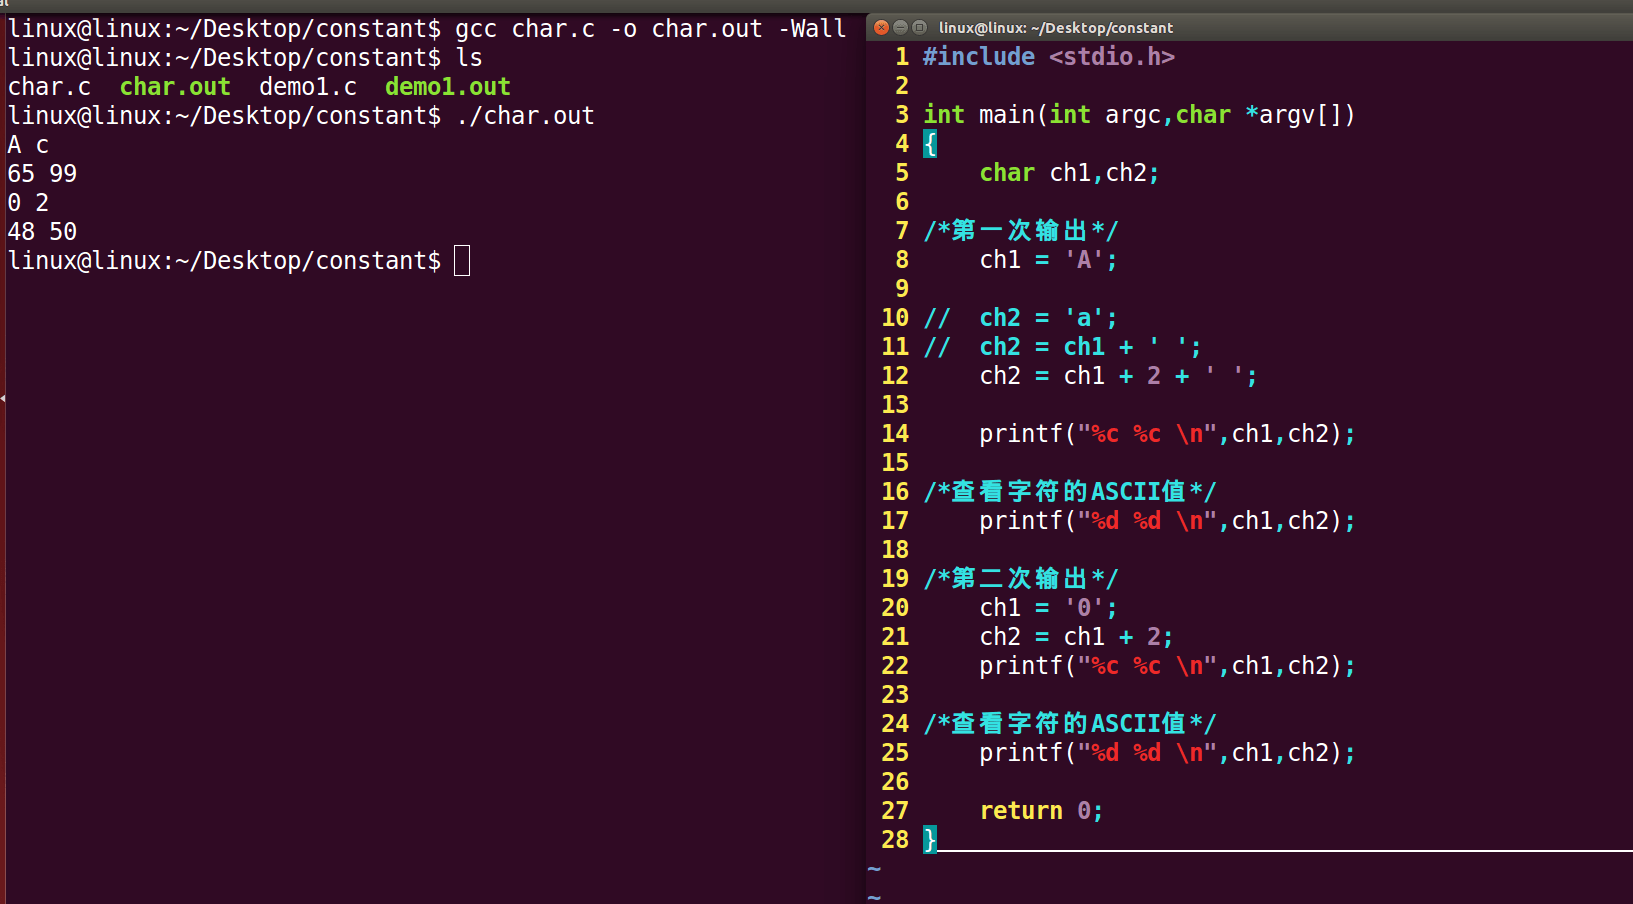 linux@linux:~/Desktop/constant$ gcc char.c -o char.out -Wall
linux@linux:~/Desktop/constant$ ls
char.c  char.out  demo1.c  demo1.out
linux@linux:~/Desktop/constant$ ./char.out
A c
65 99
0 2
48 50
linux@linux:~/Desktop/constant$
linux@linux: ~/Desktop/constant
1 #include <stdio.h>
2
3 int main(int argc,char *argv[])
4 {
5     char ch1,ch2;
6
7 /*第一次输出*/
8     ch1 = 'A';
9
10 //  ch2 = 'a';
11 //  ch2 = ch1 + ' ';
12     ch2 = ch1 + 2 + ' ';
13
14     printf("%c %c \n",ch1,ch2);
15
16 /*查看字符的ASCII值*/
17     printf("%d %d \n",ch1,ch2);
18
19 /*第二次输出*/
20     ch1 = '0';
21     ch2 = ch1 + 2;
22     printf("%c %c \n",ch1,ch2);
23
24 /*查看字符的ASCII值*/
25     printf("%d %d \n",ch1,ch2);
26
27     return 0;
28 }
~
~